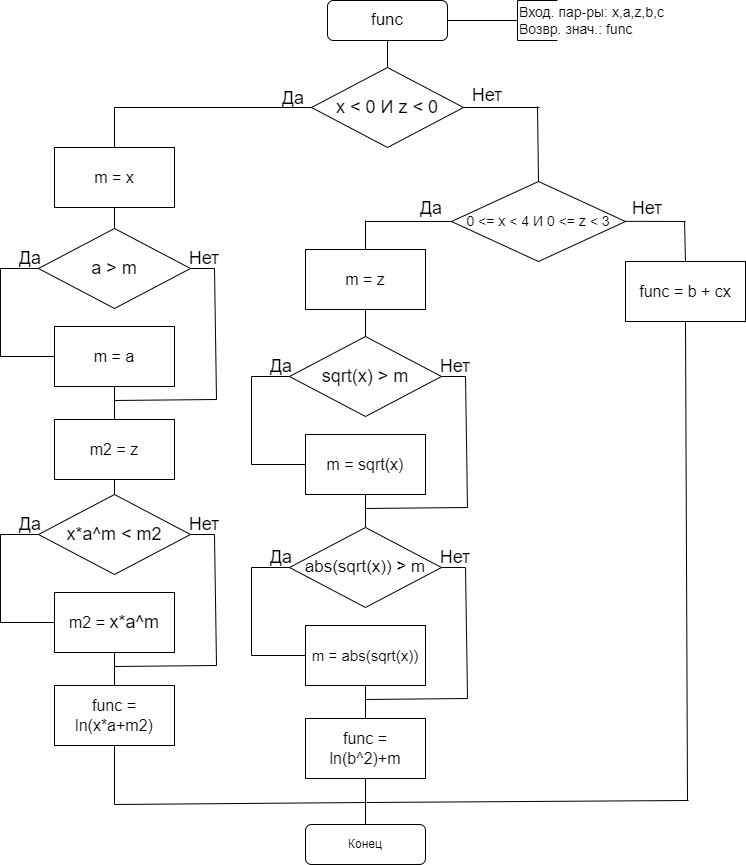 func
Вход. пар-ры: x,a,z,b,c
Возвр. знач.: func
x < 0 И z < 0
Да
Нет
m = x
a > m
Да
Нет
m = a
m2 = z
x*a^m < m2
Да
Нет
m2 = x*a^m
func =
ln(x*a+m2)
0 <= x < 4 И 0 <= z < 3
Да
Нет
m = z
sqrt(x) > m
Да
Нет
m = sqrt(x)
abs(sqrt(x)) > m
Да
Нет
m = abs(sqrt(x))
func =
ln(b^2)+m
func = b + cx
Конец